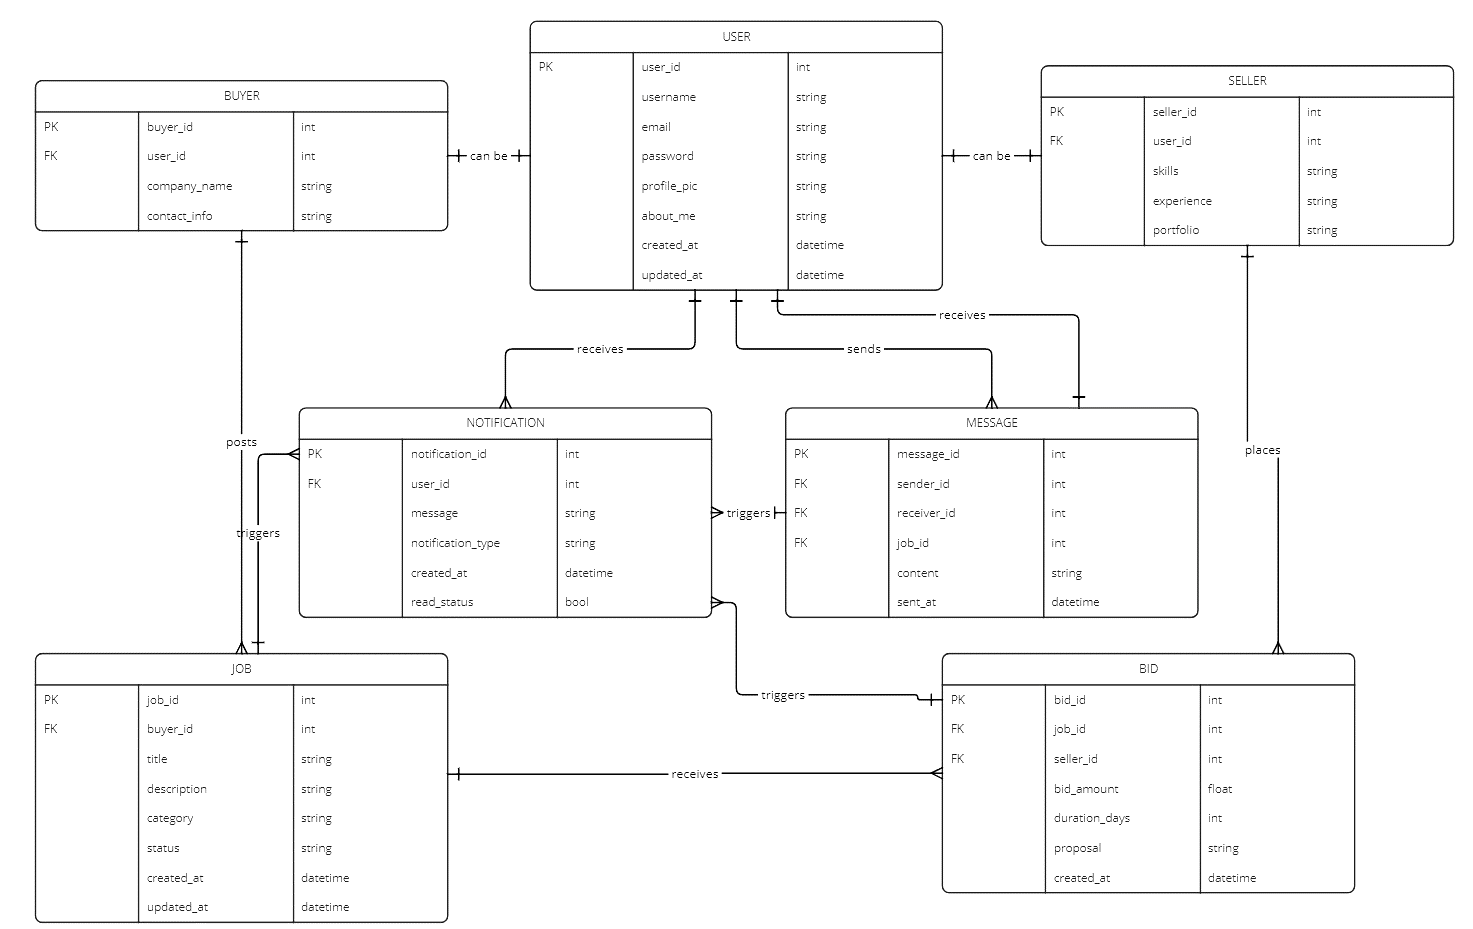 USER
PK user_id int
username string
email string
password string
profile_pic string
about_me string
created_at datetime
updated_at datetime
BUYER
PK buyer_id int
FK user_id int
company_name string
contact_info string
SELLER
PK seller_id int
FK user_id int
skills string
experience string
portfolio string
can be
can be
receives
receives
sends
posts
triggers
places
NOTIFICATION
PK notification_id int
FK user_id int
message string
notification_type string
created_at datetime
read_status bool
triggers
MESSAGE
PK message_id int
FK sender_id int
FK receiver_id int
FK job_id int
content string
sent_at datetime
triggers
JOB
PK job_id int
FK buyer_id int
title string
description string
category string
status string
created_at datetime
updated_at datetime
receives
BID
PK bid_id int
FK job_id int
FK seller_id int
bid_amount float
duration_days int
proposal string
created_at datetime